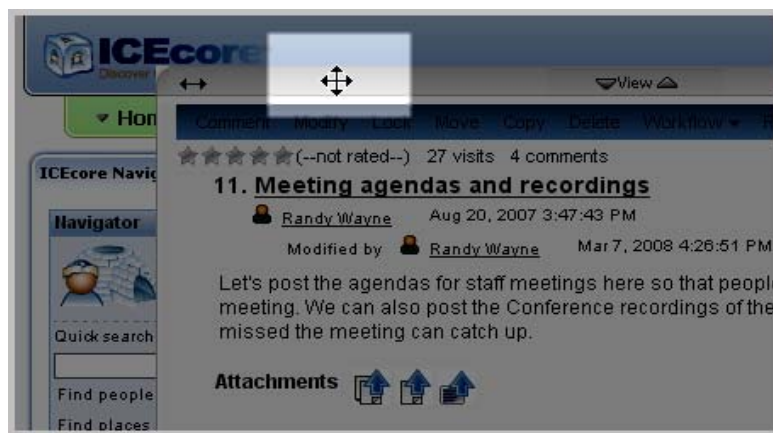 ICEcore
Discover
View
Hon
Comment Modify Lock Move Copy Delete Workflow
(--not rated--) 27 visits 4 comments
ICEcore Navig
11. Meeting agendas and recordings
Navigator
Randy Wayne Aug 20, 2007 3:47:43 PM
Modified by Randy Wayne Mar 7, 2008 4:26:51 PM
Let's post the agendas for staff meetings here so that peopl
meeting. We can also post the Conference recordings of the
Quick search
missed the meeting can catch up.
Attachments
Find people
Find places